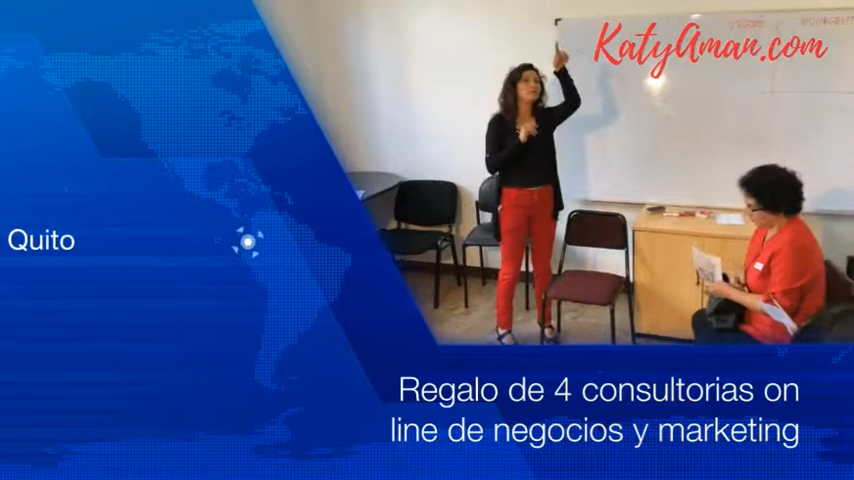 KatyAman.com
Quito
Regalo de 4 consultorias on
line de negocios y marketing